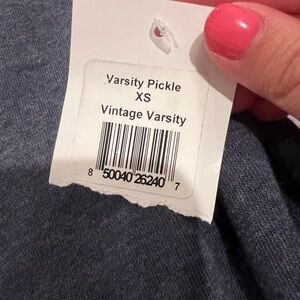 Varsity Pickle
XS
Vintage Varsity
8 50040 26240 7